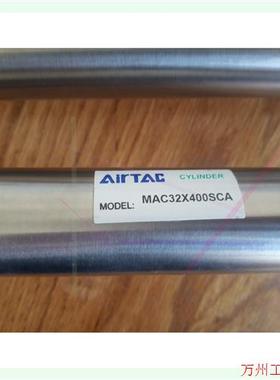 AirTAC CYLINDER
MODEL: MAC32X400SCA
万州工